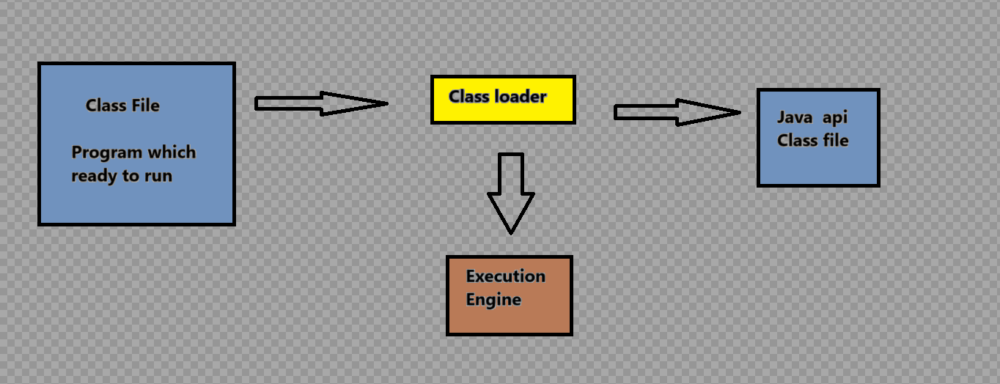 Class File
Program which
ready to run
Class loader
Java api
Class file
Execution
Engine